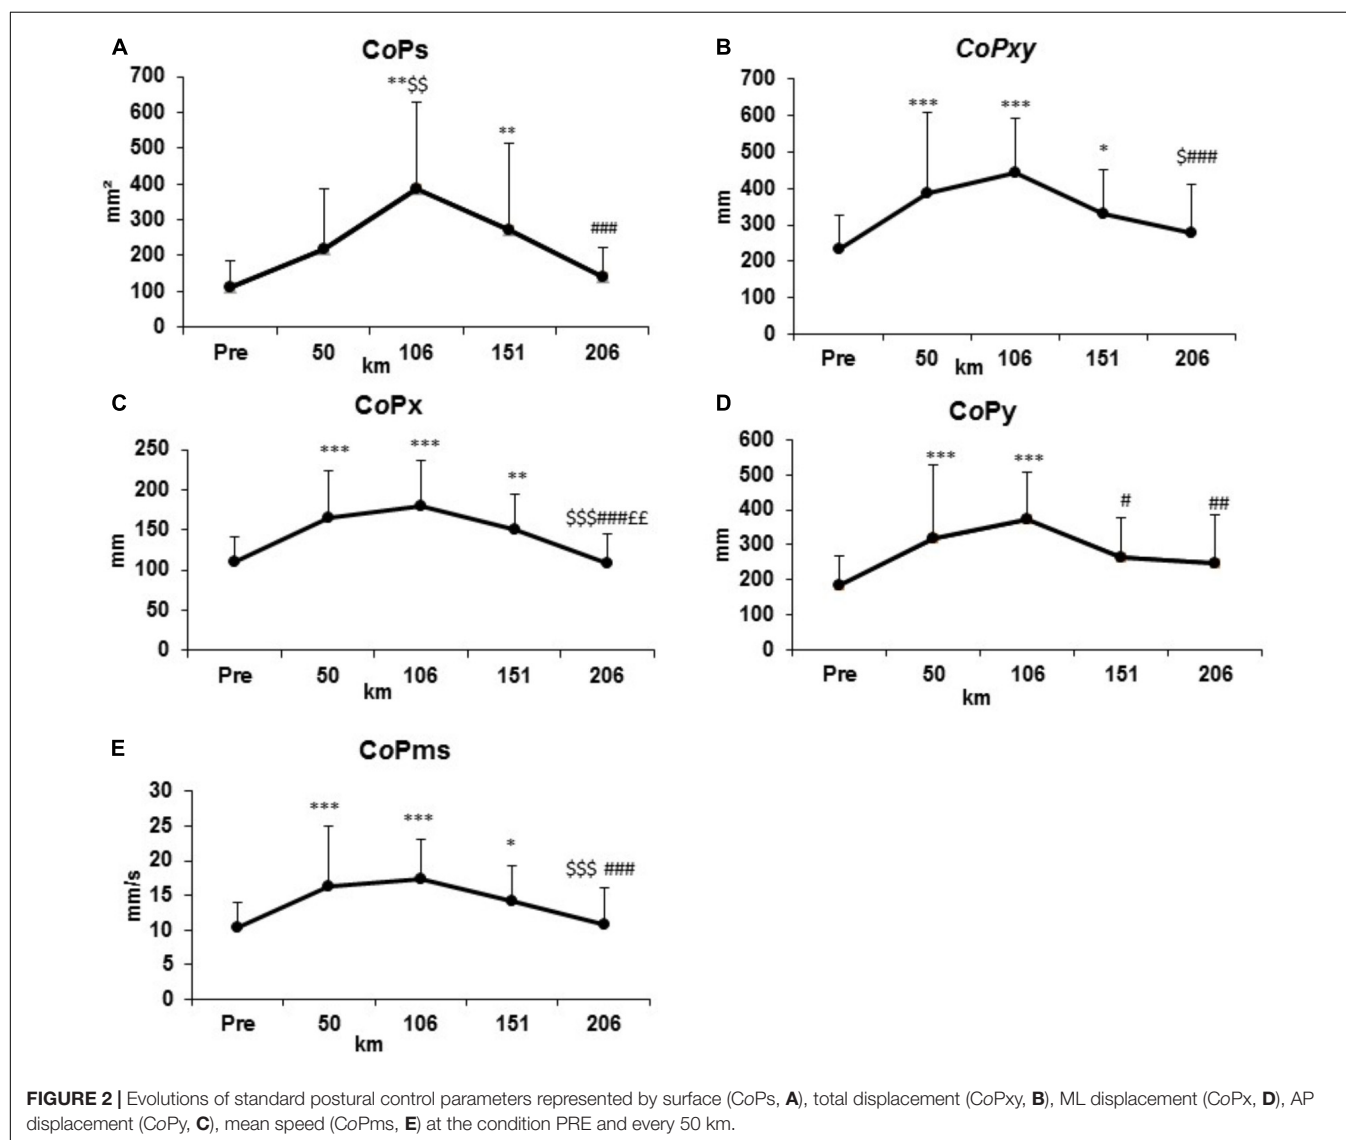 A
CoPs
700
600
500
400
300
200
100
0
mm²
**$$
**
###
Pre 50 106 151 206
km
B
CoPxy
700
600
500
400
300
200
100
0
mm
***
***
*
$###
Pre 50 106 151 206
km
C
CoPx
250
200
150
100
50
0
mm
***
***
**
$$$###££
Pre 50 106 151 206
km
D
CoPy
600
500
400
300
200
100
0
mm
***
***
#
##
Pre 50 106 151 206
km
E
CoPms
30
25
20
15
10
5
0
mm/s
***
***
*
$$$ ###
Pre 50 106 151 206
km
FIGURE 2 | Evolutions of standard postural control parameters represented by surface (CoPs, A), total displacement (CoPxy, B), ML displacement (CoPx, D), AP
displacement (CoPy, C), mean speed (CoPms, E) at the condition PRE and every 50 km.